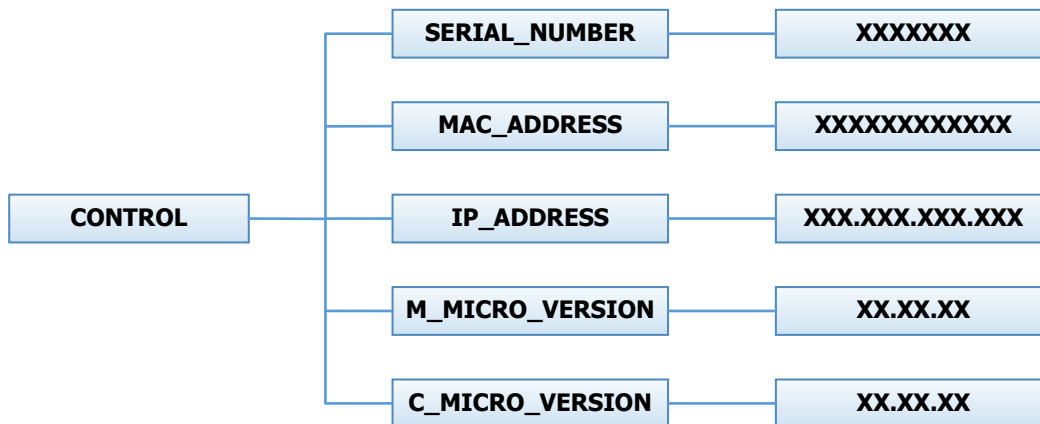 SERIAL_NUMBER XXXXXXX
MAC_ADDRESS XXXXXXXXXXXX
CONTROL IP_ADDRESS XXX.XXX.XXX.XXX
M_MICRO_VERSION XX.XX.XX
C_MICRO_VERSION XX.XX.XX